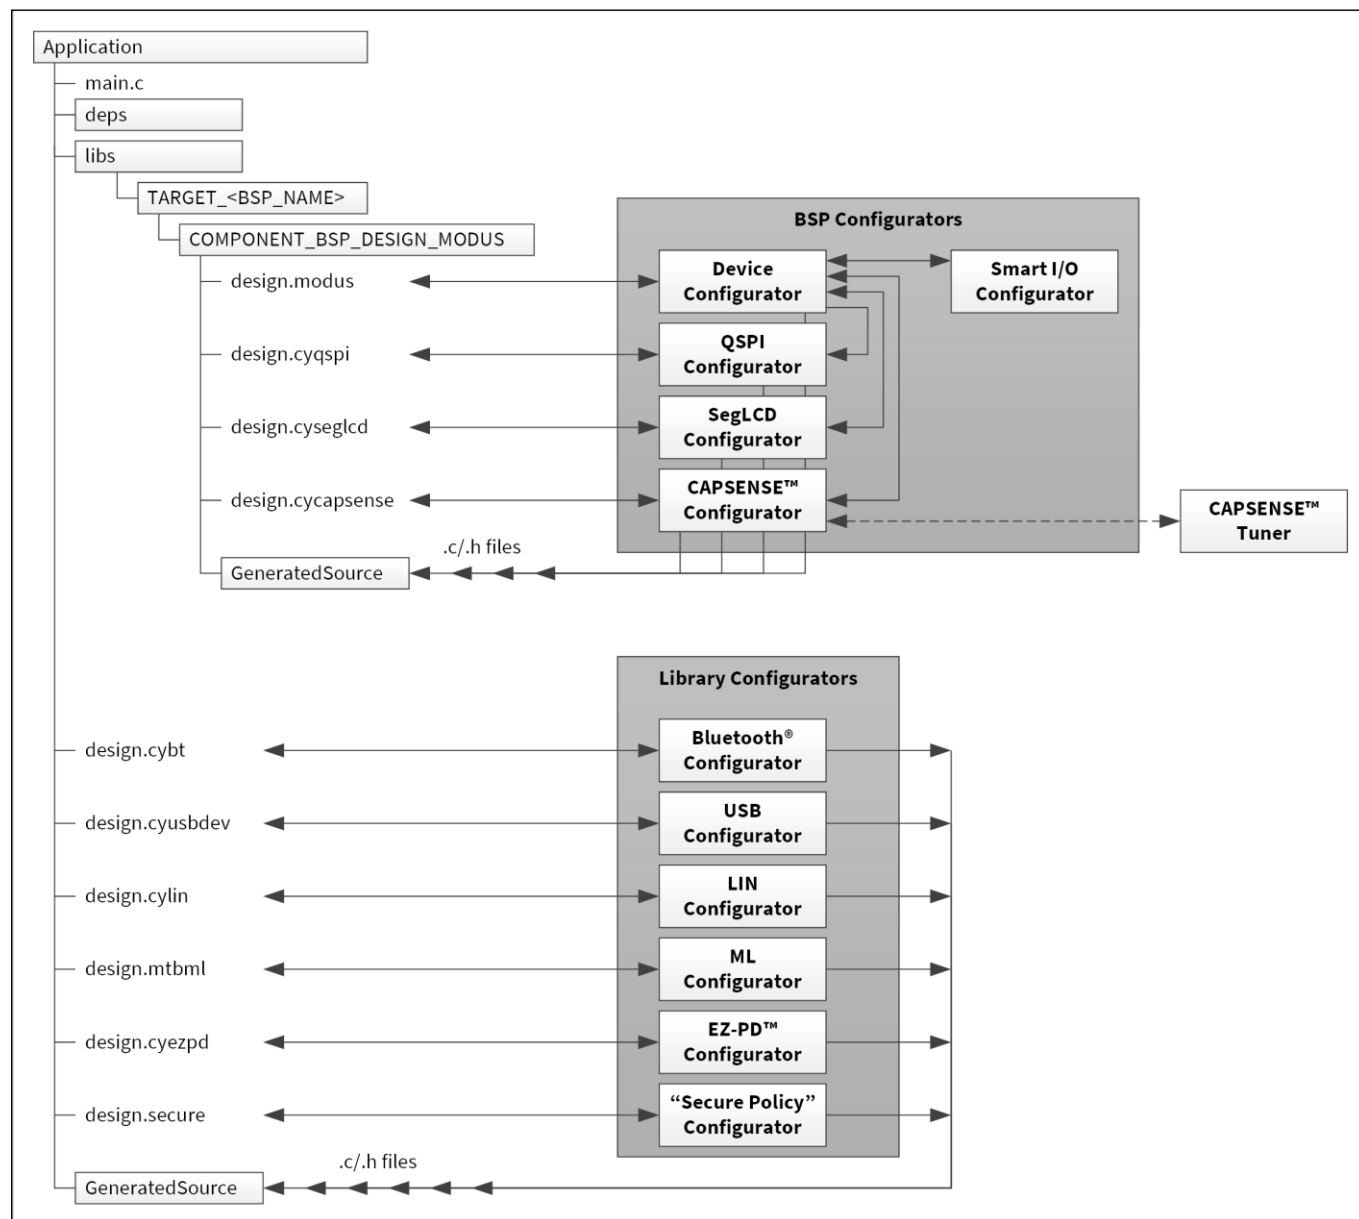 Application
main.c
deps
libs
TARGET_<BSP_NAME>
COMPONENT_BSP_DESIGN_MODUS
BSP Configurators
design.modus
Device
Configurator
Smart I/O
Configurator
design.cyqspi
QSPI
Configurator
design.cyseglcd
SegLCD
Configurator
design.cycapsense
CAPSENSE™
Configurator
CAPSENSE™
Tuner
.c/.h files
GeneratedSource
Library Configurators
design.cybt
Bluetooth®
Configurator
design.cyusbdev
USB
Configurator
design.cylin
LIN
Configurator
design.mtbml
ML
Configurator
design.cyezpd
EZ-PD™
Configurator
design.secure
“Secure Policy”
Configurator
.c/.h files
GeneratedSource